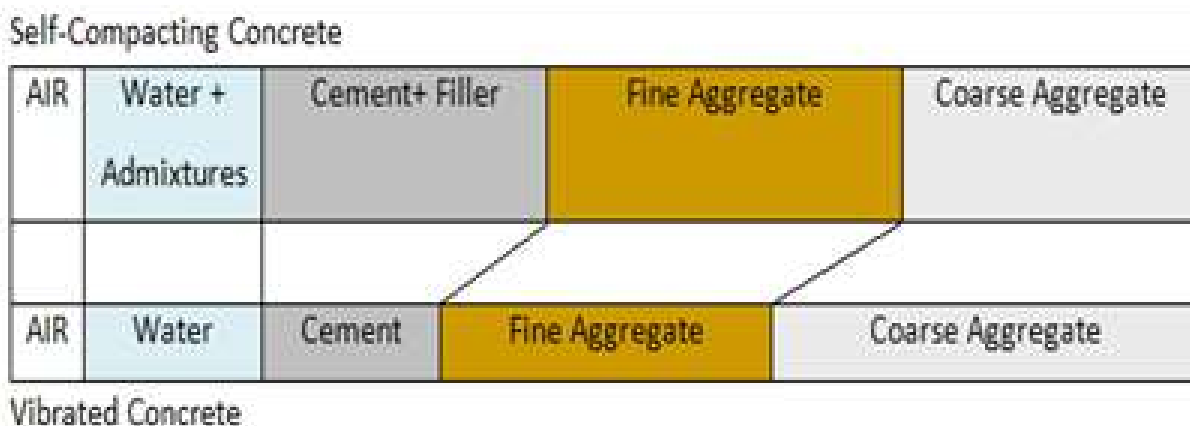 Self-Compacting Concrete
AIR
Water +
Admixtures
Cement+ Filler
Fine Aggregate
Coarse Aggregate
AIR
Water
Cement
Fine Aggregate
Coarse Aggregate
Vibrated Concrete